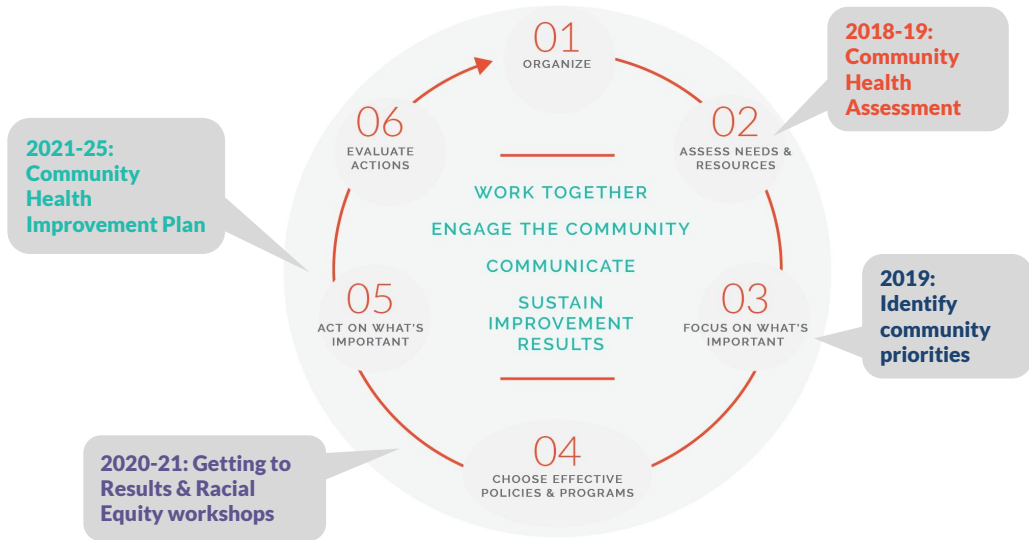 01
ORGANIZE
2018-19:
Community
Health
Assessment
02
ASSESS NEEDS &
RESOURCES
2019:
Identify
community
priorities
03
FOCUS ON WHAT'S
IMPORTANT
04
CHOOSE EFFECTIVE
POLICIES & PROGRAMS
2020-21: Getting to
Results & Racial
Equity workshops
05
ACT ON WHAT'S
IMPORTANT
2021-25:
Community
Health
Improvement Plan
06
EVALUATE
ACTIONS
WORK TOGETHER
ENGAGE THE COMMUNITY
COMMUNICATE
SUSTAIN
IMPROVEMENT
RESULTS